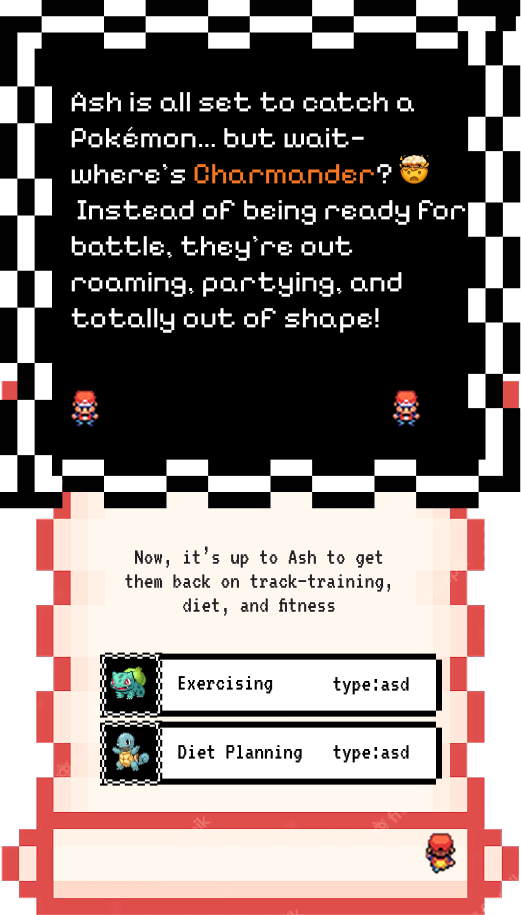 Ash is all set to catch a
Pokémon... but wait-
where's Charmander? 🤯
Instead of being ready for
battle, they're out
roaming, partying, and
totally out of shape!
Now, it's up to Ash to get
them back on track-training,
diet, and fitness
Exercising type:asd
Diet Planning type:asd